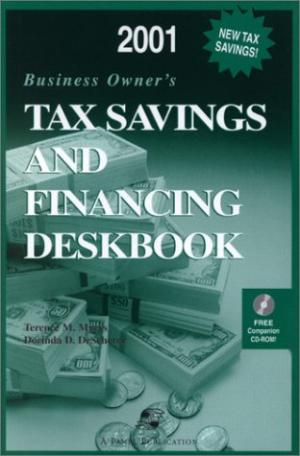 2001
NEW TAX
SAVINGS!
Business Owner's
TAX SAVINGS
AND
FINANCING
DESKBOOK
Terence M. Myers
Dorinda D. DeScherer
FREE
Companion
CD-ROM!
A PANEL PUBLICATION